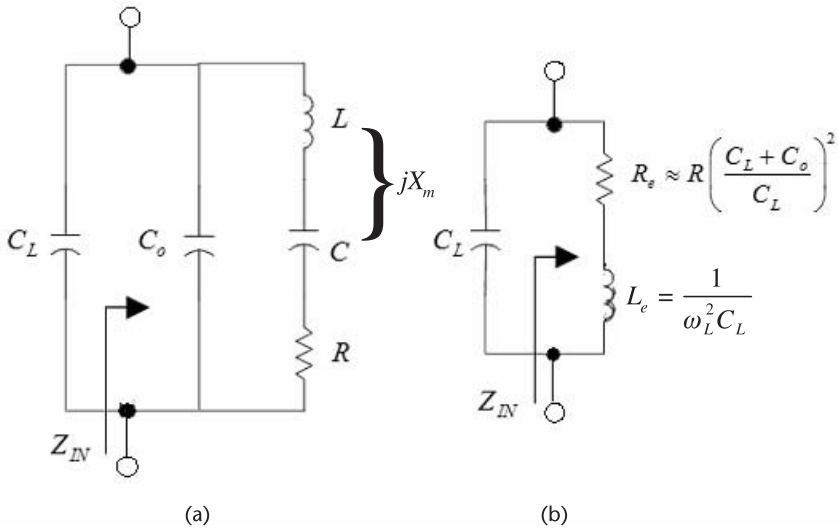 L
jX_m
C_L
C_o
C
R
Z_IN
(a)
R_e ≈ R ( (C_L + C_o) / C_L )^2
C_L
L_e = 1 / (ω_L^2 C_L)
Z_IN
(b)